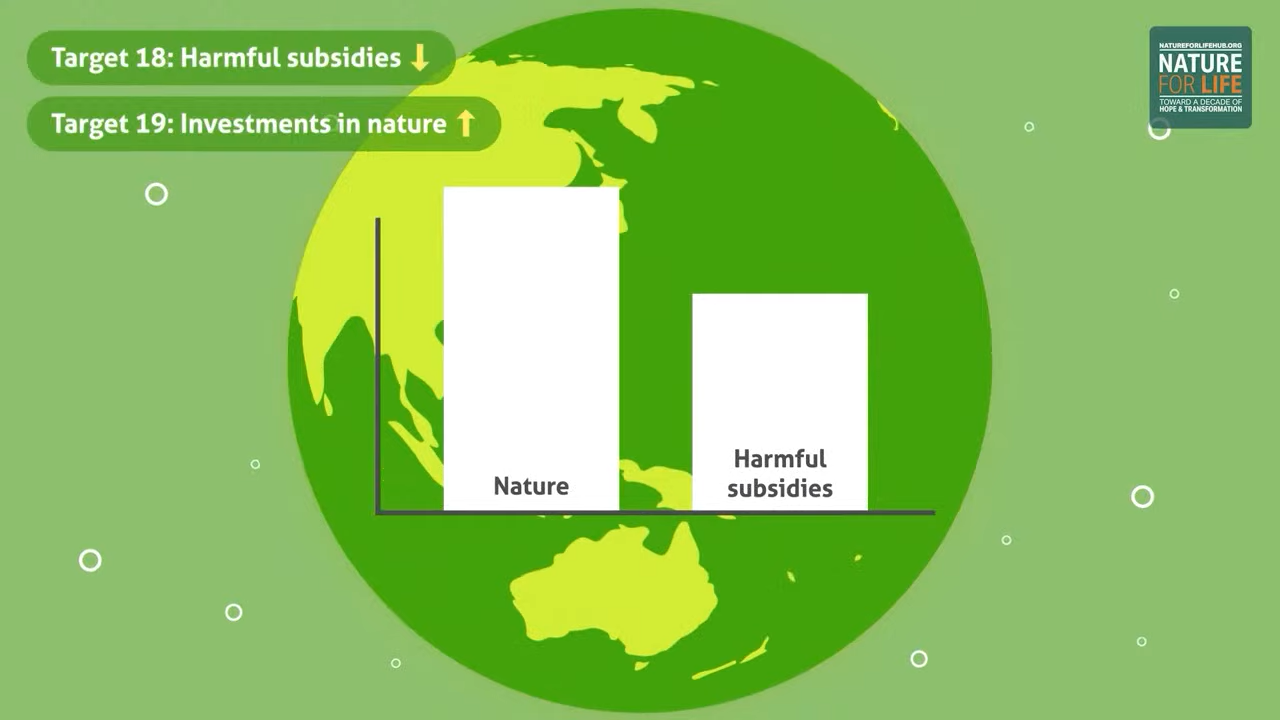 Target 18: Harmful subsidies ↓
Target 19: Investments in nature ↑
NATUREFORLIFEHUB.ORG
NATURE
FOR LIFE
TOWARD A DECADE OF
HOPE & TRANSFORMATION
Nature
Harmful
subsidies